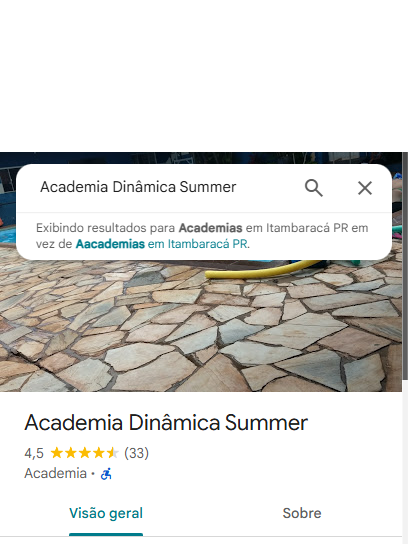 Academia Dinâmica Summer
Exibindo resultados para Academias em Itambaracá PR em
vez de Aacademias em Itambaracá PR.
Academia Dinâmica Summer
4,5 (33)
Academia ·
Visão geral Sobre